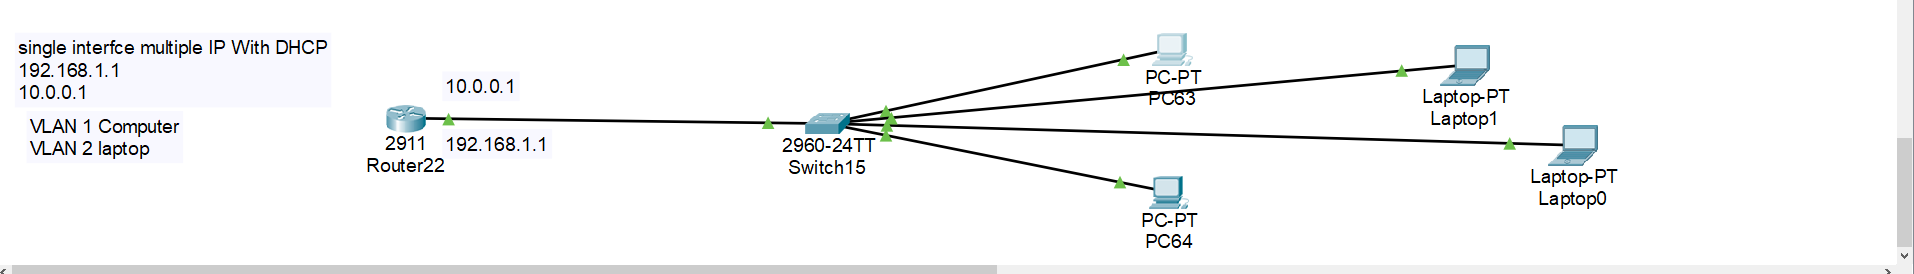 single interfce multiple IP With DHCP
192.168.1.1
10.0.0.1
VLAN 1 Computer
VLAN 2 laptop
10.0.0.1
192.168.1.1
2911
Router22
2960-24TT
Switch15
PC-PT
PC63
Laptop-PT
Laptop1
Laptop-PT
Laptop0
PC-PT
PC64